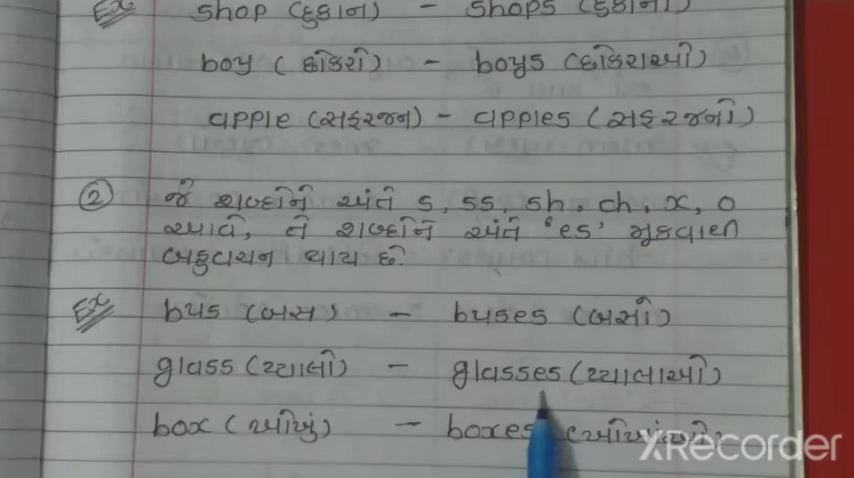 Ex shop (દુકાન) - shops (દુકાનો)
boy (છોકરો) - boys (છોકરાઓ)
apple (સફરજન) - apples (સફરજનો)
② જે શબ્દોને અંતે s, ss, sh, ch, x, o
આવે, તે શબ્દોને અંતે 'es' મૂકવાથી
બહુવચન થાય છે.
Ex bus (બસ) - buses (બસો)
glass (પ્યાલો) - glasses (પ્યાલાઓ)
box (ખોખું) - boxes (ખોખાંઓ)
XRecorder